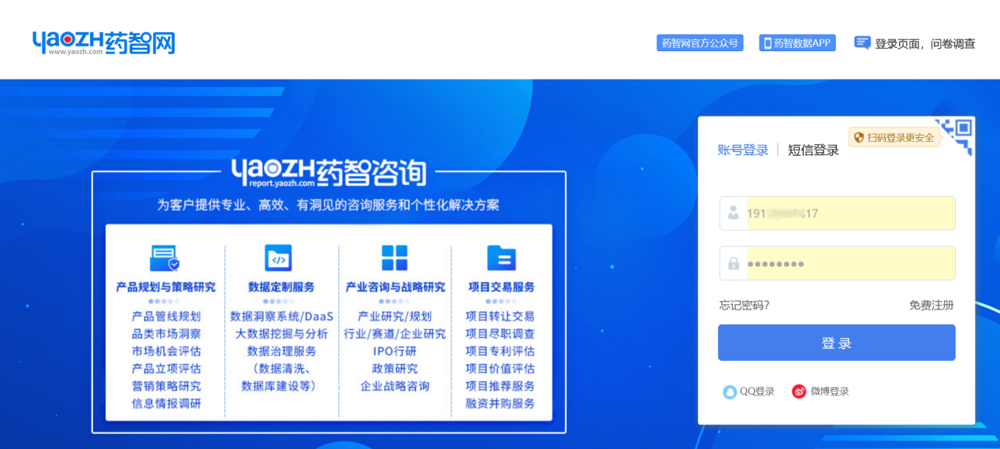 yaoZH药智网
www.yaozh.com
药智网官方公众号
药智数据APP
登录页面，问卷调查
yaoZH药智咨询
report.yaozh.com
为客户提供专业、高效、有洞见的咨询服务和个性化解决方案
产品规划与策略研究
产品管线规划
品类市场洞察
市场机会评估
产品立项评估
营销策略研究
信息情报调研
数据定制服务
数据洞察系统/DaaS
大数据挖掘与分析
数据治理服务
（数据清洗、
数据库建设等）
产业咨询与战略研究
产业研究/规划
行业/赛道/企业研究
IPO行研
政策研究
企业战略咨询
项目交易服务
项目转让交易
项目尽职调查
项目专利评估
项目价值评估
项目推荐服务
融资并购服务
扫码登录更安全
账号登录
短信登录
191 17
忘记密码?
免费注册
登 录
QQ登录
微博登录